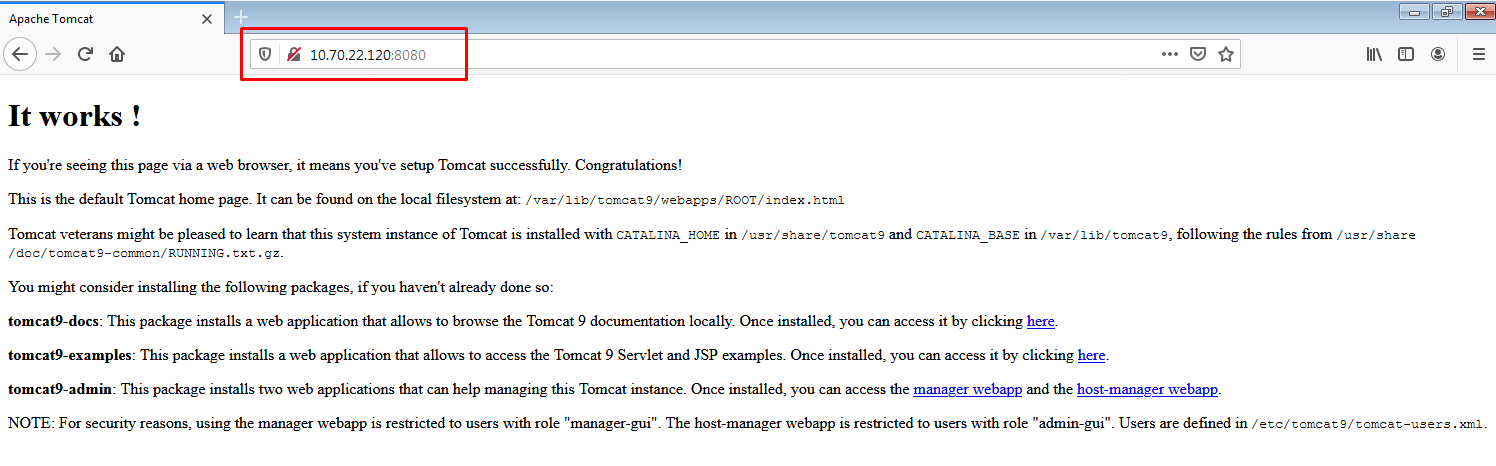 Apache Tomcat
10.70.22.120:8080
It works !
If you're seeing this page via a web browser, it means you've setup Tomcat successfully. Congratulations!
This is the default Tomcat home page. It can be found on the local filesystem at: /var/lib/tomcat9/webapps/ROOT/index.html
Tomcat veterans might be pleased to learn that this system instance of Tomcat is installed with CATALINA_HOME in /usr/share/tomcat9 and CATALINA_BASE in /var/lib/tomcat9, following the rules from /usr/share
/doc/tomcat9-common/RUNNING.txt.gz.
You might consider installing the following packages, if you haven't already done so:
tomcat9-docs: This package installs a web application that allows to browse the Tomcat 9 documentation locally. Once installed, you can access it by clicking here.
tomcat9-examples: This package installs a web application that allows to access the Tomcat 9 Servlet and JSP examples. Once installed, you can access it by clicking here.
tomcat9-admin: This package installs two web applications that can help managing this Tomcat instance. Once installed, you can access the manager webapp and the host-manager webapp.
NOTE: For security reasons, using the manager webapp is restricted to users with role "manager-gui". The host-manager webapp is restricted to users with role "admin-gui". Users are defined in /etc/tomcat9/tomcat-users.xml.